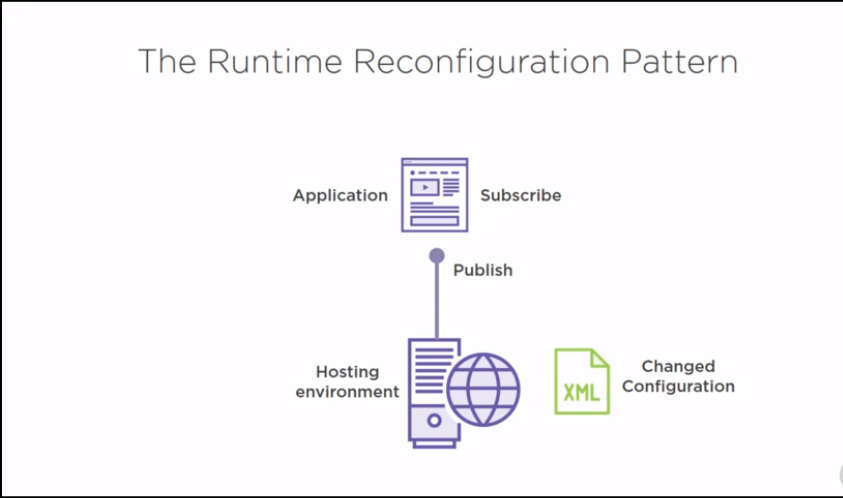 The Runtime Reconfiguration Pattern
Application
Subscribe
Publish
Hosting
environment
XML
Changed
Configuration